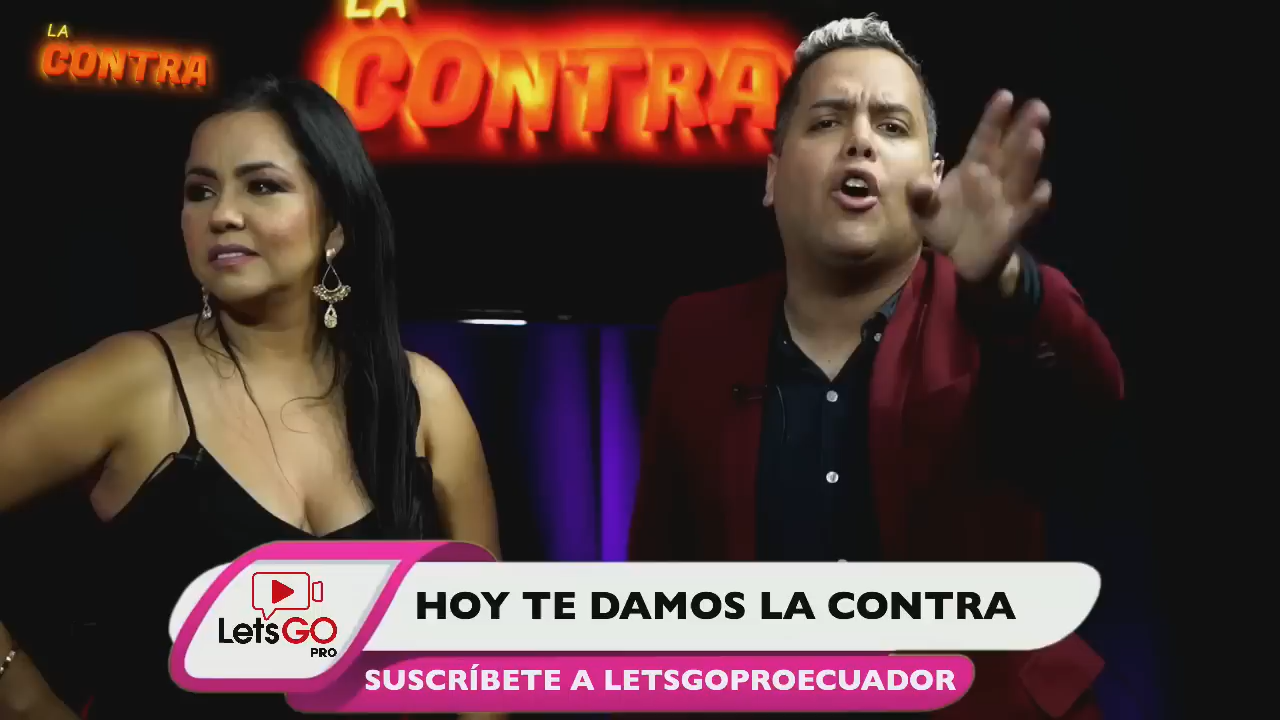 LA
CONTRA
LA
CONTRA
LetsGO
PRO
HOY TE DAMOS LA CONTRA
SUSCRÍBETE A LETSGOPROECUADOR